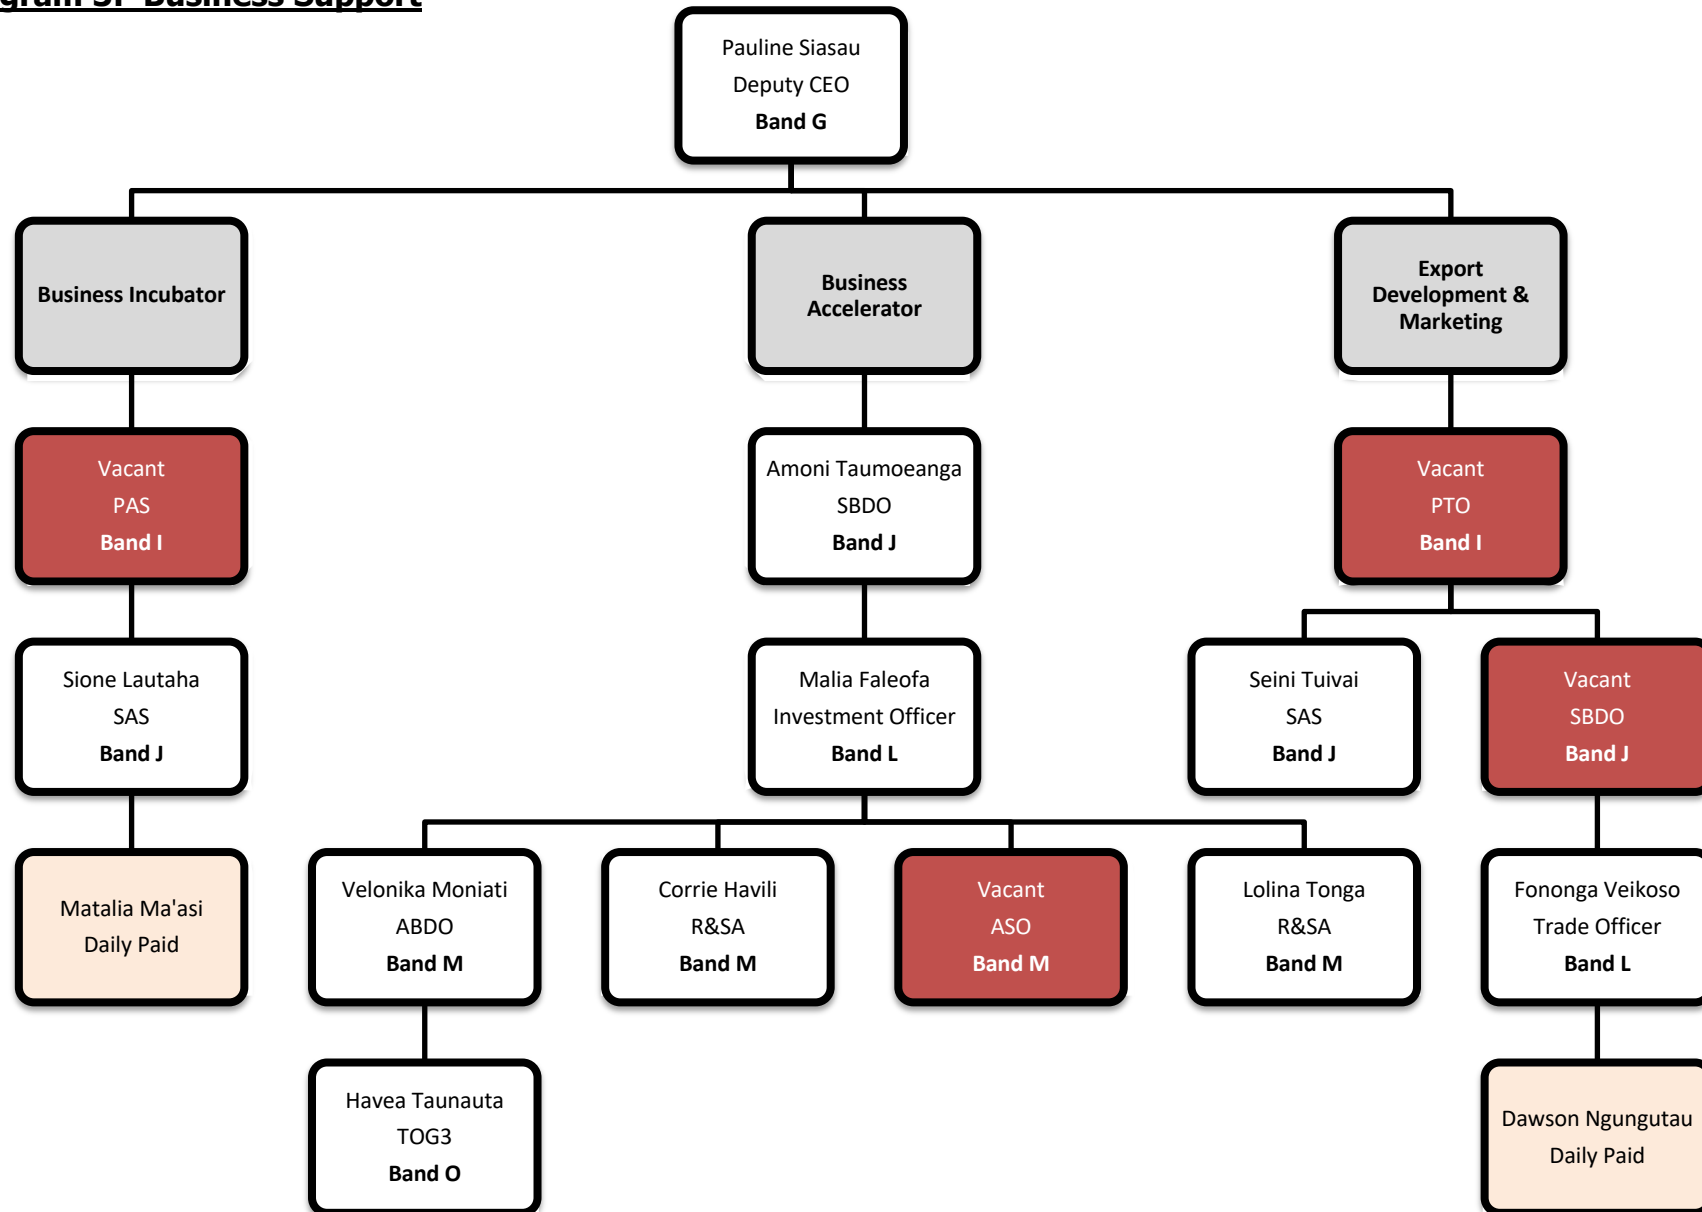 Business Support
Pauline Siasau
Deputy CEO
Band G
Business Incubator
Business
Accelerator
Export
Development &
Marketing
Vacant
PAS
Band I
Amoni Taumoeanga
SBDO
Band J
Vacant
PTO
Band I
Sione Lautaha
SAS
Band J
Malia Faleofa
Investment Officer
Band L
Seini Tuivai
SAS
Band J
Vacant
SBDO
Band J
Matalia Ma'asi
Daily Paid
Velonika Moniati
ABDO
Band M
Corrie Havili
R&SA
Band M
Vacant
ASO
Band M
Lolina Tonga
R&SA
Band M
Fononga Veikoso
Trade Officer
Band L
Havea Taunauta
TOG3
Band O
Dawson Ngungutau
Daily Paid